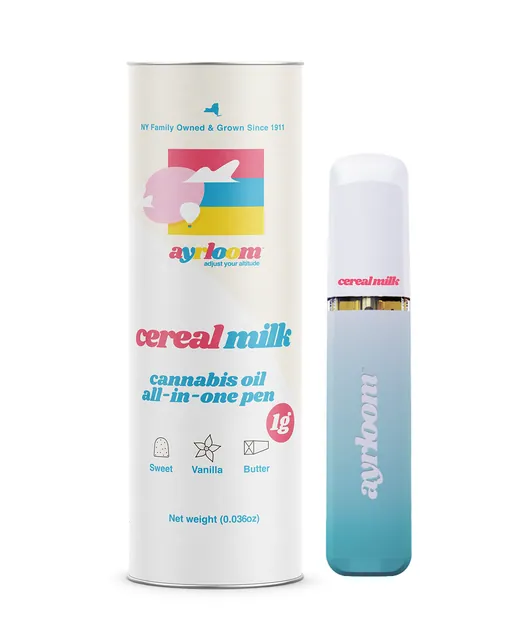 NY Family Owned & Grown Since 1911
ayrloom
adjust your altitude
cereal milk
cannabis oil
all-in-one pen
1g
Sweet Vanilla Butter
Net weight (0.036oz)
cereal milk
ayrloom